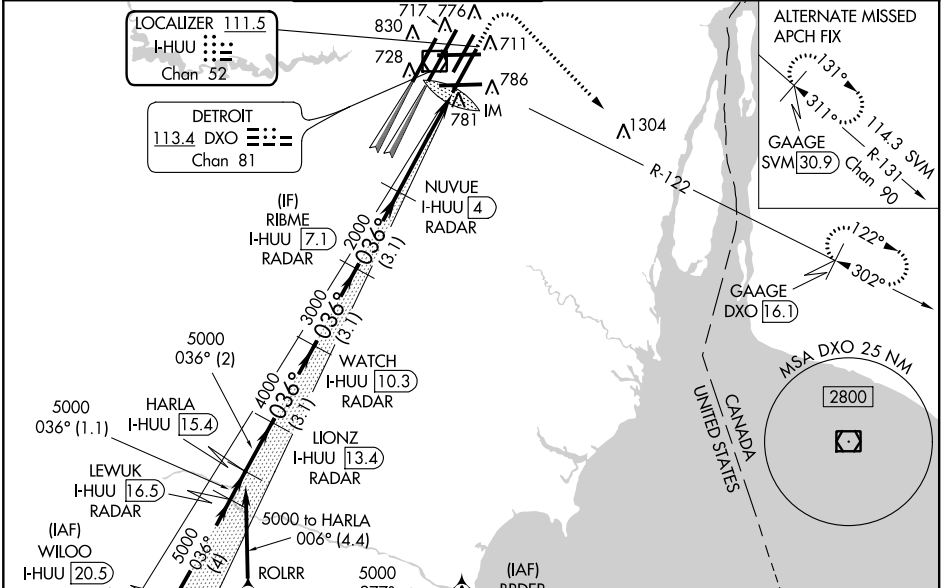 LOCALIZER 111.5
I-HUU
Chan 52
830
717
776
711
728
786
781
IM
DETROIT
113.4 DXO
Chan 81
1304
R-122
ALTERNATE MISSED
APCH FIX
131°
311°
GAAGE
SVM 30.9
114.3 SVM
R-131
Chan 90
NUVUE
I-HUU 4
RADAR
(IF)
RIBME
I-HUU 7.1
RADAR
2000
036°
(3.1)
122°
302°
GAAGE
DXO 16.1
3000
036°
(3.1)
WATCH
I-HUU 10.3
RADAR
5000
036° (2)
4000
036°
(3.1)
MSA DXO 25 NM
2800
CANADA
UNITED STATES
HARLA
I-HUU 15.4
5000
036° (1.1)
LIONZ
I-HUU 13.4
RADAR
LEWUK
I-HUU 16.5
RADAR
5000 to HARLA
006° (4.4)
5000
036°
(4)
(IAF)
WILOO
I-HUU 20.5
ROLRR
5000
(IAF)